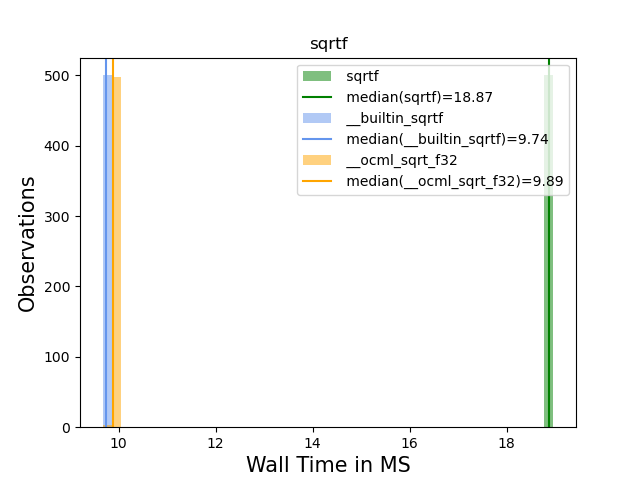 sqrtf
500
400
300
200
100
0
Observations
sqrtf
median(sqrtf)=18.87
__builtin_sqrtf
median(__builtin_sqrtf)=9.74
__ocml_sqrt_f32
median(__ocml_sqrt_f32)=9.89
10 12 14 16 18
Wall Time in MS